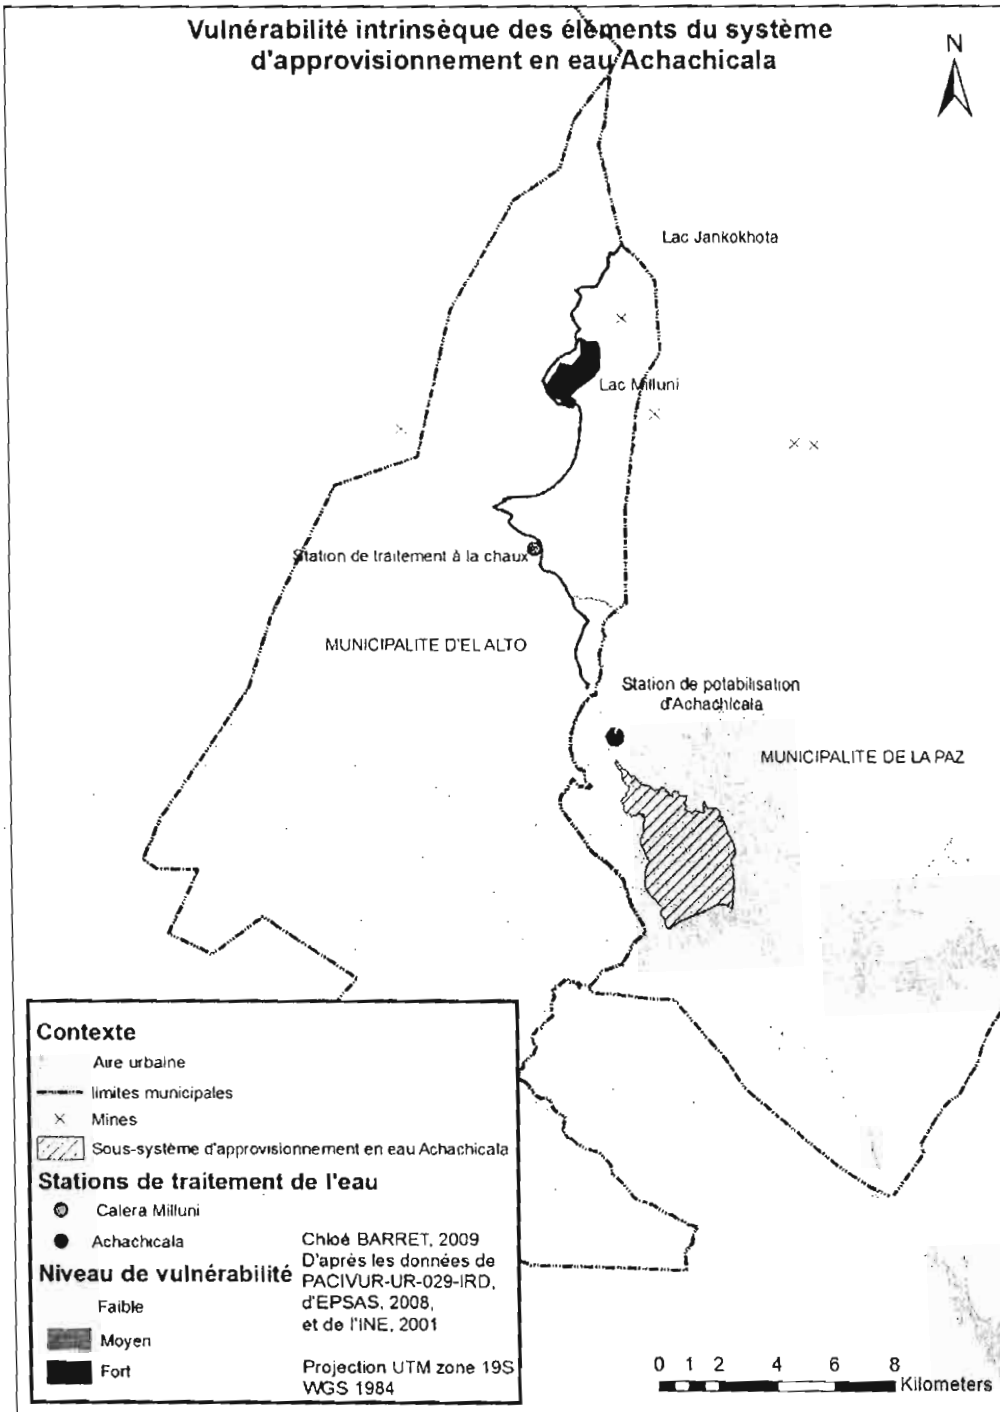 Vulnérabilité intrinsèque des éléments du système
d'approvisionnement en eau Achachicala
N
Lac Jankokhota
Lac Milluni
Station de traitement à la chaux
MUNICIPALITE D'EL ALTO
Station de potabilisation
d'Achachicala
MUNICIPALITE DE LA PAZ
Contexte
Aire urbaine
limites municipales
Mines
Sous-système d'approvisionnement en eau Achachicala
Stations de traitement de l'eau
Calera Milluni
Achachicala
Niveau de vulnérabilité
Faible
Moyen
Fort
Chloé BARRET, 2009
D'après les données de
PACIVUR-UR-029-IRD,
d'EPSAS, 2008,
et de l'INE, 2001
Projection UTM zone 19S
WGS 1984
0 1 2 4 6 8
Kilometers